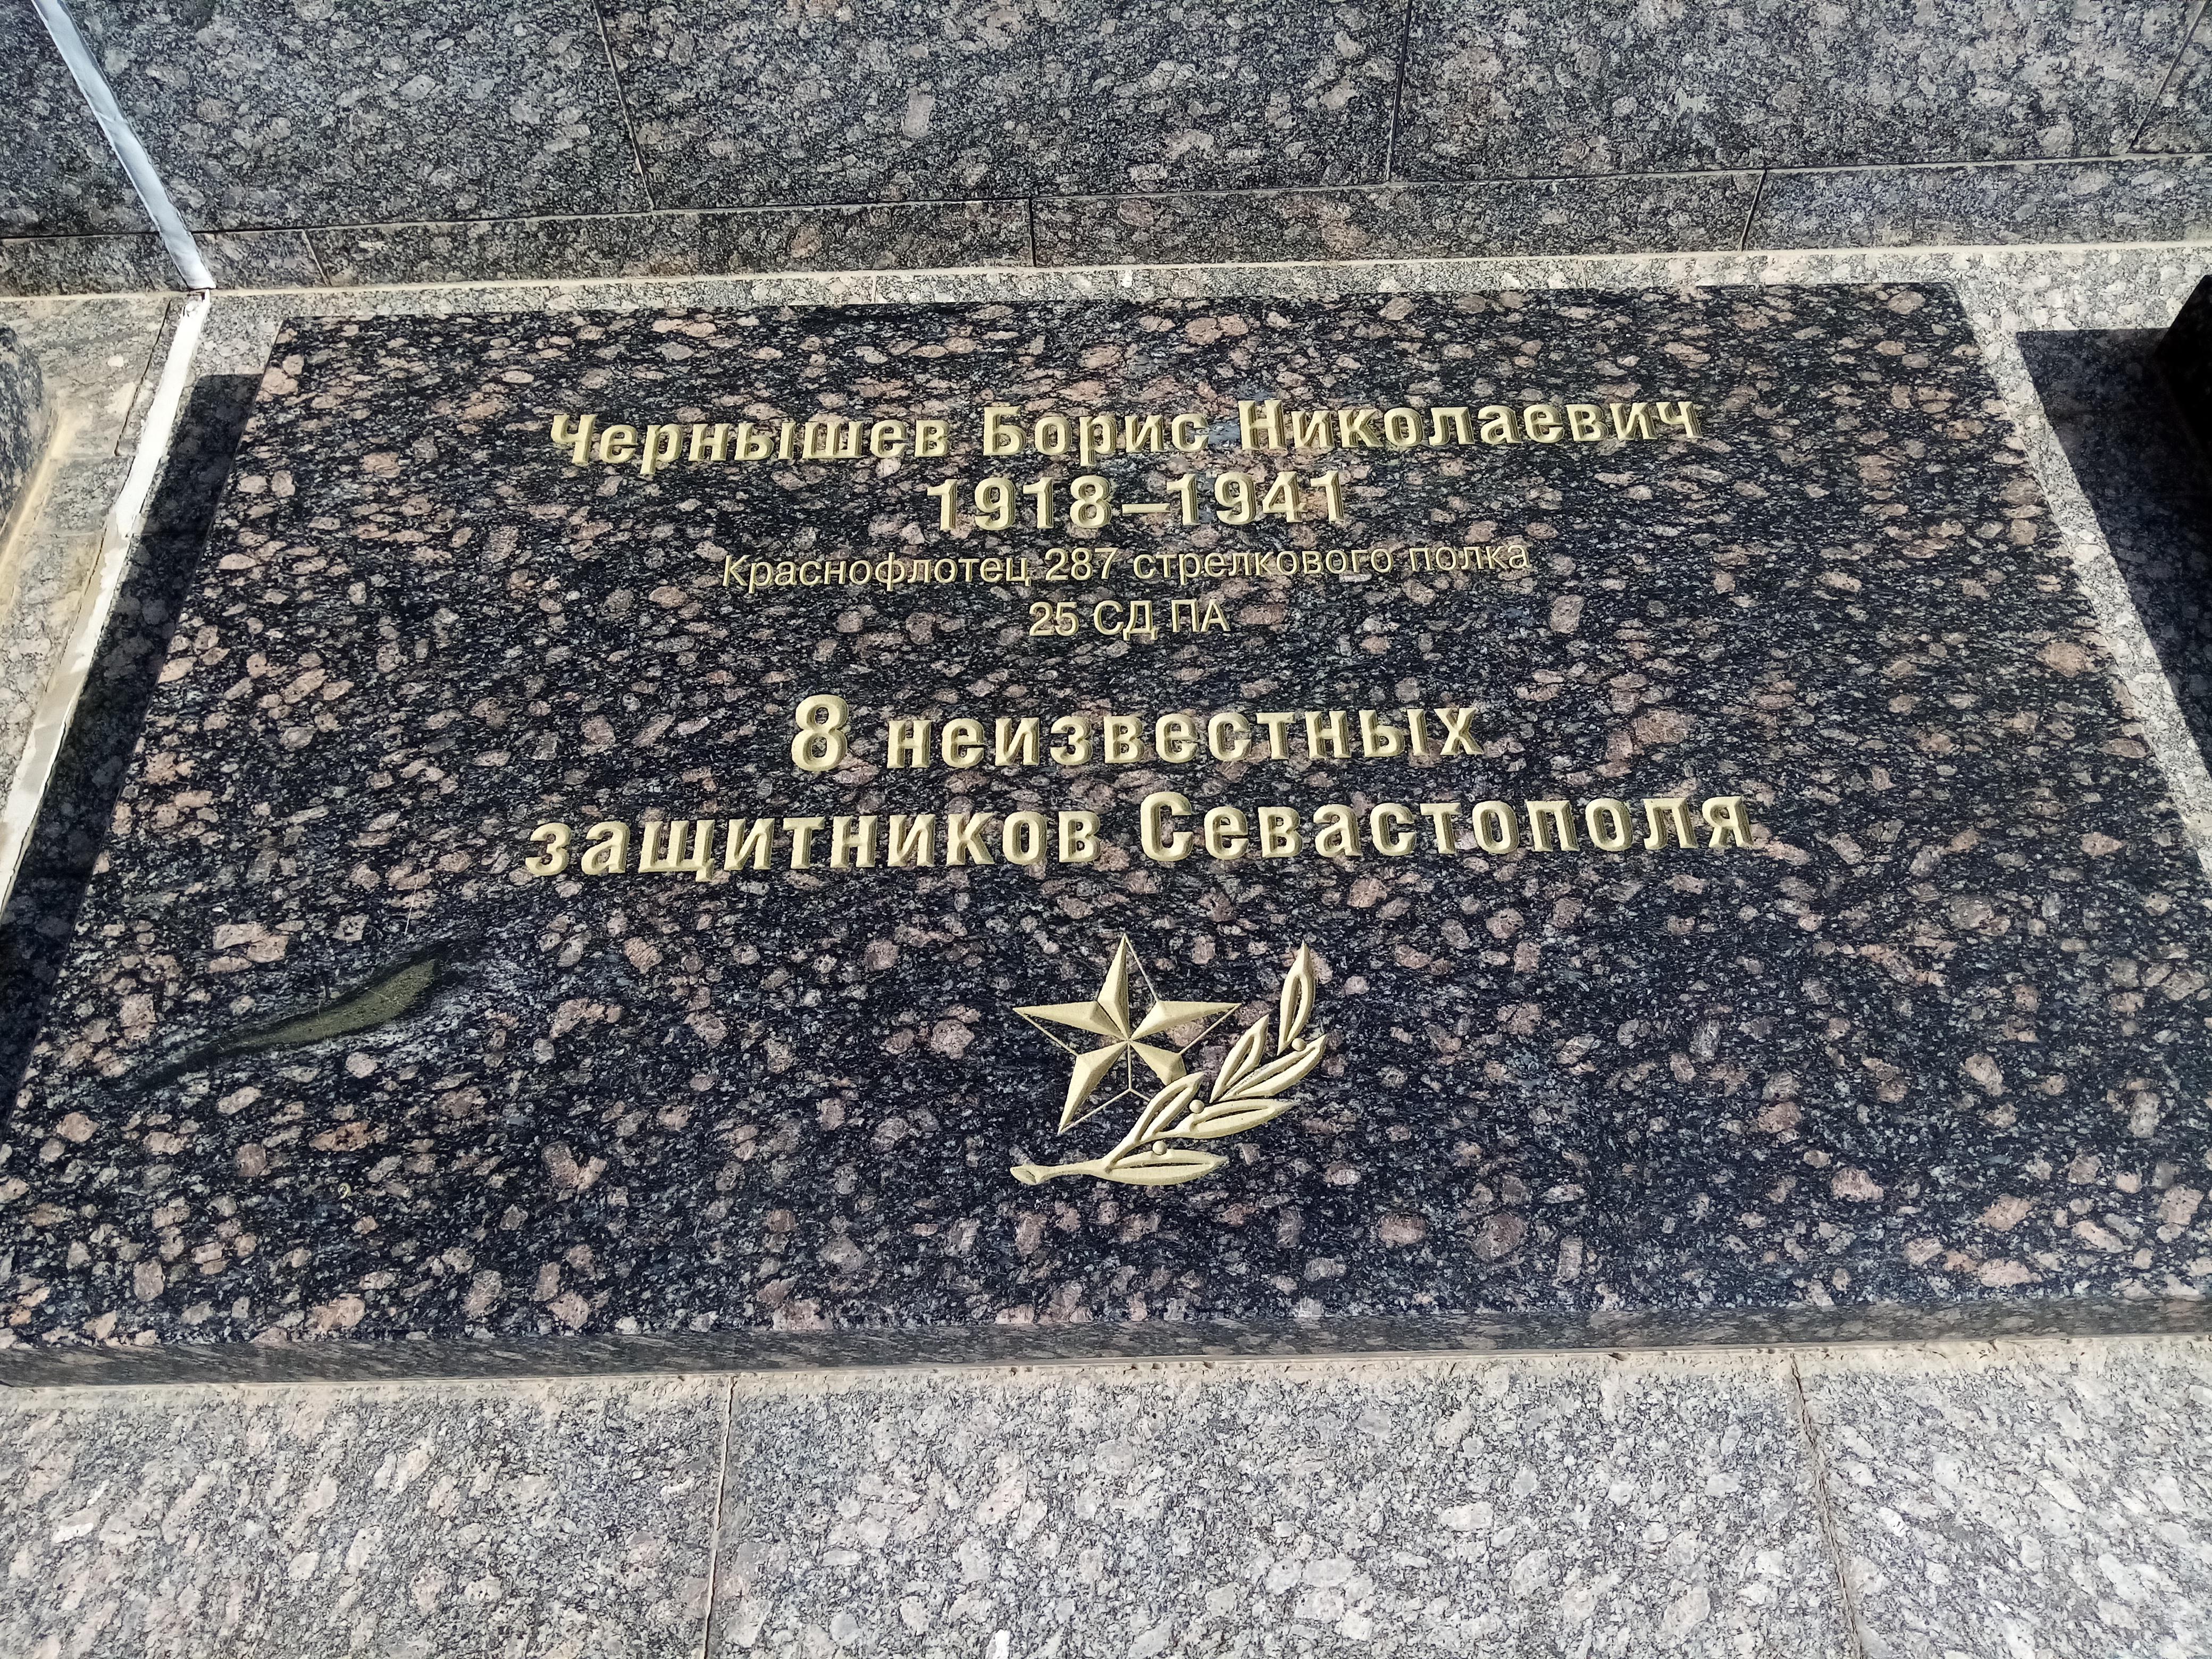 Чернышев Борис Николаевич
1918–1941
Краснофлотец 287 стрелкового полка
25 СД ПА
8 неизвестных
защитников Севастополя